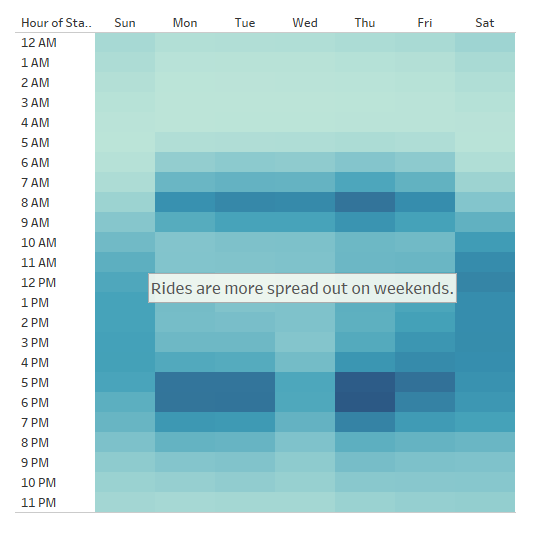 Hour of Sta.. Sun Mon Tue Wed Thu Fri Sat
12 AM
1 AM
2 AM
3 AM
4 AM
5 AM
6 AM
7 AM
8 AM
9 AM
10 AM
11 AM
12 PM
Rides are more spread out on weekends.
1 PM
2 PM
3 PM
4 PM
5 PM
6 PM
7 PM
8 PM
9 PM
10 PM
11 PM